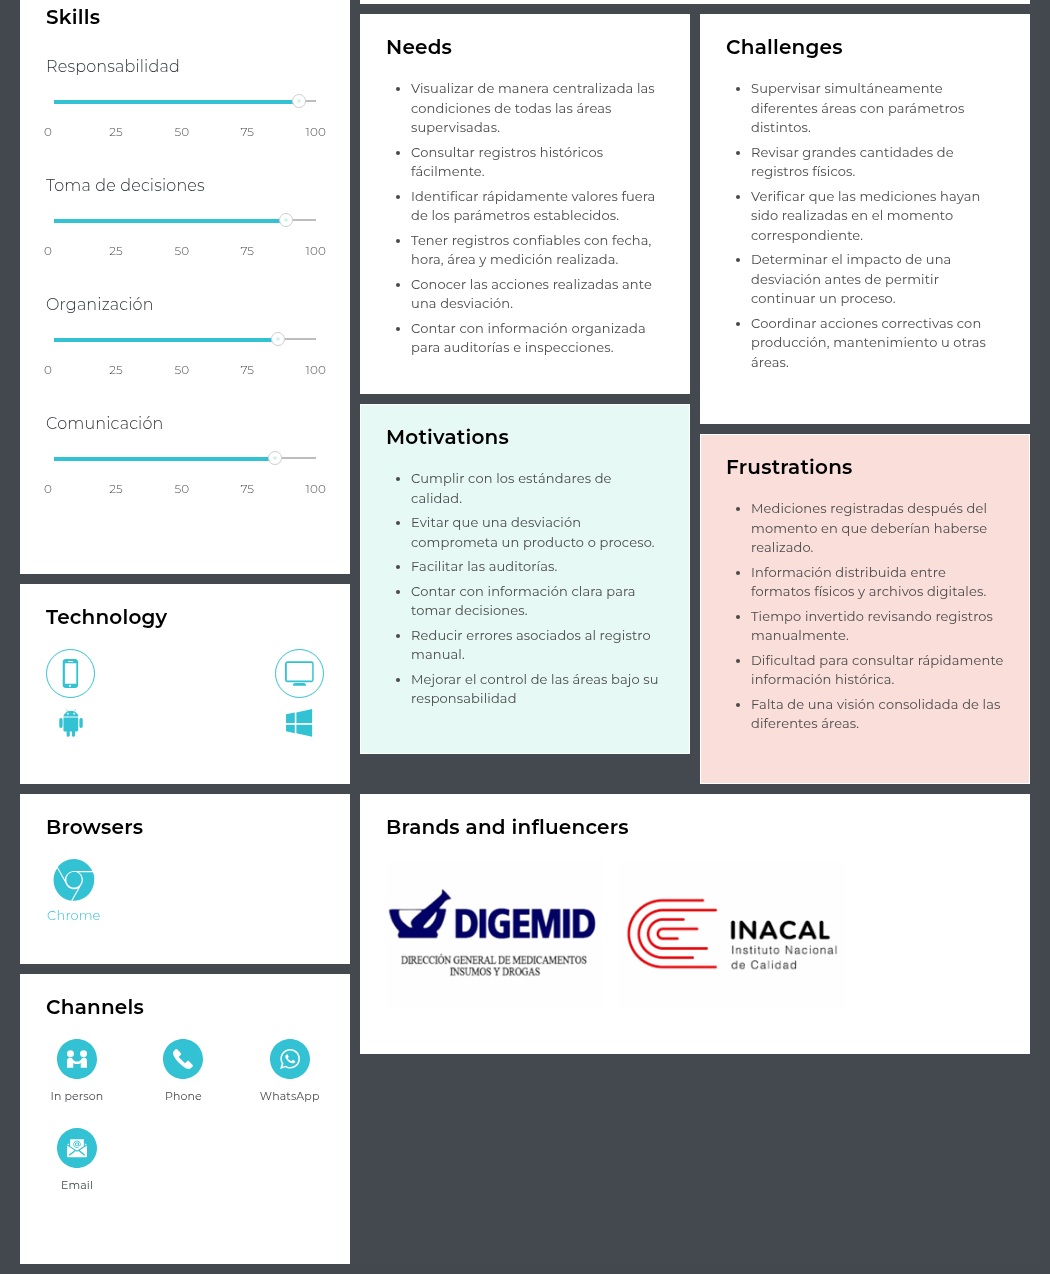 Skills
Responsabilidad
0 25 50 75 100
Toma de decisiones
0 25 50 75 100
Organización
0 25 50 75 100
Comunicación
0 25 50 75 100
Technology
Browsers
Chrome
Channels
In person
Phone
WhatsApp
Email
Needs
• Visualizar de manera centralizada las
condiciones de todas las áreas
supervisadas.
• Consultar registros históricos
fácilmente.
• Identificar rápidamente valores fuera
de los parámetros establecidos.
• Tener registros confiables con fecha,
hora, área y medición realizada.
• Conocer las acciones realizadas ante
una desviación.
• Contar con información organizada
para auditorías e inspecciones.
Motivations
• Cumplir con los estándares de
calidad.
• Evitar que una desviación
comprometa un producto o proceso.
• Facilitar las auditorías.
• Contar con información clara para
tomar decisiones.
• Reducir errores asociados al registro
manual.
• Mejorar el control de las áreas bajo su
responsabilidad
Challenges
• Supervisar simultáneamente
diferentes áreas con parámetros
distintos.
• Revisar grandes cantidades de
registros físicos.
• Verificar que las mediciones hayan
sido realizadas en el momento
correspondiente.
• Determinar el impacto de una
desviación antes de permitir
continuar un proceso.
• Coordinar acciones correctivas con
producción, mantenimiento u otras
áreas.
Frustrations
• Mediciones registradas después del
momento en que deberían haberse
realizado.
• Información distribuida entre
formatos físicos y archivos digitales.
• Tiempo invertido revisando registros
manualmente.
• Dificultad para consultar rápidamente
información histórica.
• Falta de una visión consolidada de las
diferentes áreas.
Brands and influencers
DIGEMID
DIRECCIÓN GENERAL DE MEDICAMENTOS
INSUMOS Y DROGAS
INACAL
Instituto Nacional
de Calidad